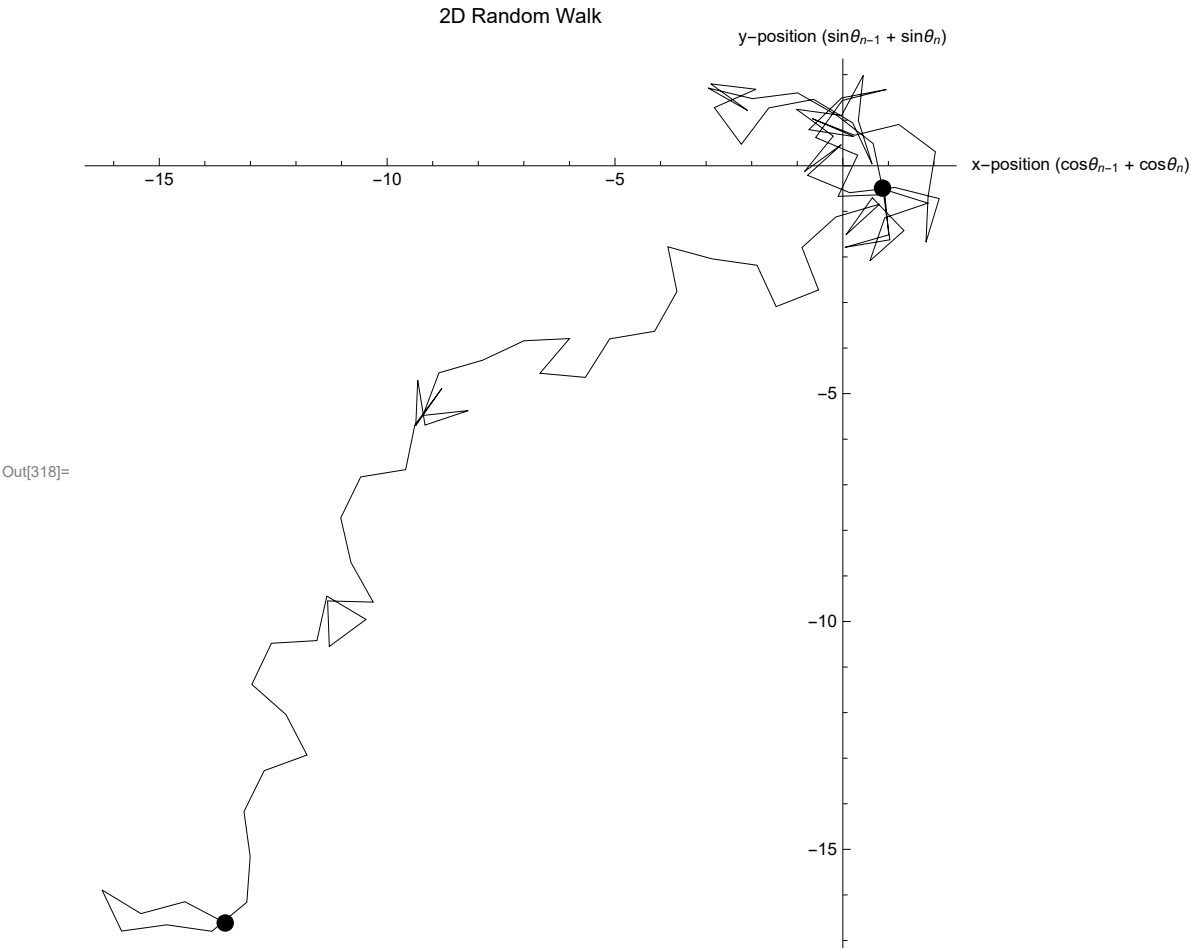 2D Random Walk
y−position (sinθn−1 + sinθn)
x−position (cosθn−1 + cosθn)
−15
−10
−5
−5
−10
−15
Out[318]=